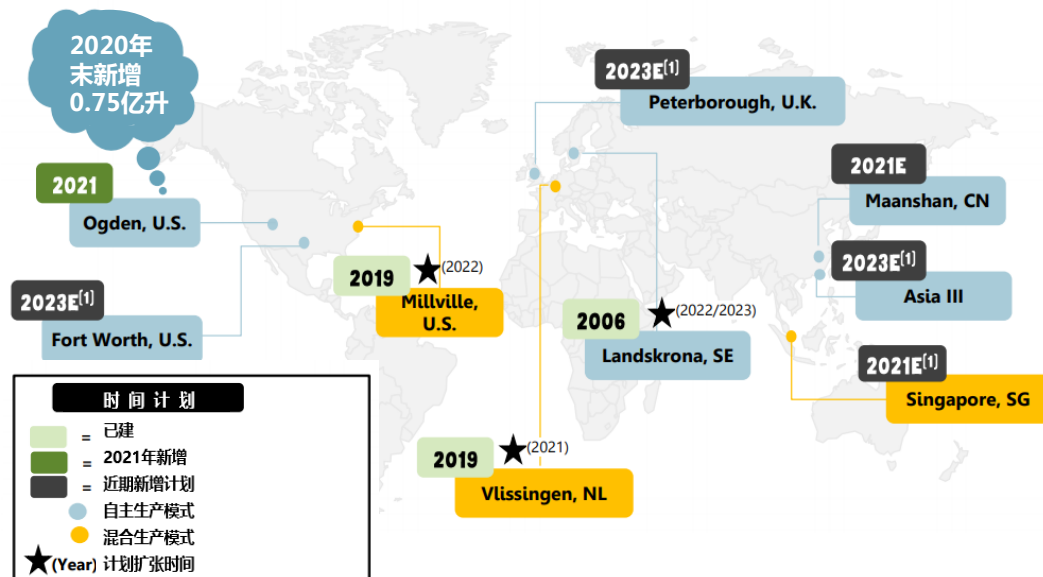 2020年
末新增
0.75亿升
2023E[1]
Peterborough, U.K.
2021
Ogden, U.S.
2021E
Maanshan, CN
2023E[1]
Asia III
2019
(2022)
Millville,
U.S.
2023E[1]
Fort Worth, U.S.
2006
(2022/2023)
Landskrona, SE
2021E[1]
Singapore, SG
2019
(2021)
Vlissingen, NL
时间计划
= 已建
= 2021年新增
= 近期新增计划
自主生产模式
混合生产模式
(Year) 计划扩张时间